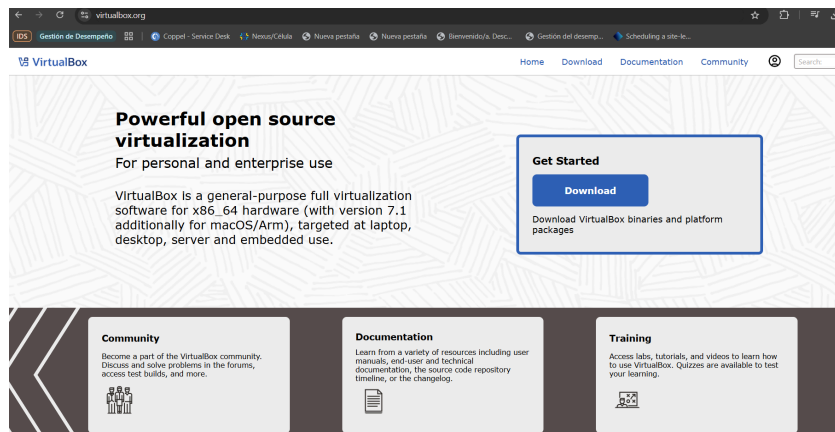 virtualbox.org
IDS Gestión de Desempeño Coppel - Service Desk Nexus/Célula Nueva pestaña Nueva pestaña Bienvenido/a. Desc... Gestión del desemp... Scheduling a site-le...
VirtualBox Home Download Documentation Community Search:
Powerful open source
virtualization
For personal and enterprise use
VirtualBox is a general-purpose full virtualization
software for x86_64 hardware (with version 7.1
additionally for macOS/Arm), targeted at laptop,
desktop, server and embedded use.
Get Started
Download
Download VirtualBox binaries and platform
packages
Community
Become a part of the VirtualBox community.
Discuss and solve problems in the forums,
access test builds, and more.
Documentation
Learn from a variety of resources including user
manuals, end-user and technical
documentation, the source code repository
timeline, or the changelog.
Training
Access labs, tutorials, and videos to learn how
to use VirtualBox. Quizzes are available to test
your learning.